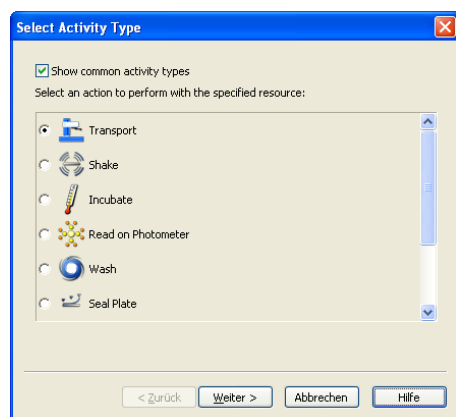 Select Activity Type
Show common activity types
Select an action to perform with the specified resource:
Transport
Shake
Incubate
Read on Photometer
Wash
Seal Plate
< Zurück
Weiter >
Abbrechen
Hilfe